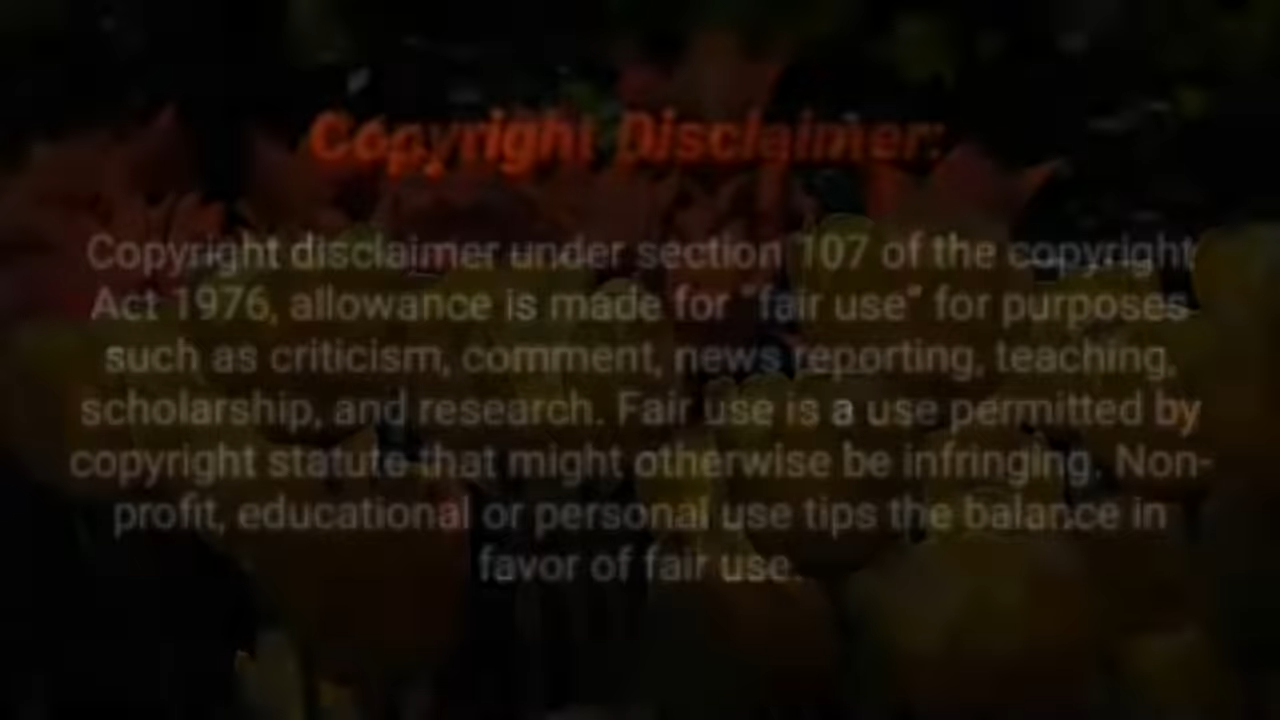 Copyright Disclaimer:
Copyright disclaimer under section 107 of the copyright
Act 1976, allowance is made for "fair use" for purposes
such as criticism, comment, news reporting, teaching,
scholarship, and research. Fair use is a use permitted by
copyright statute that might otherwise be infringing. Non-
profit, educational or personal use tips the balance in
favor of fair use.